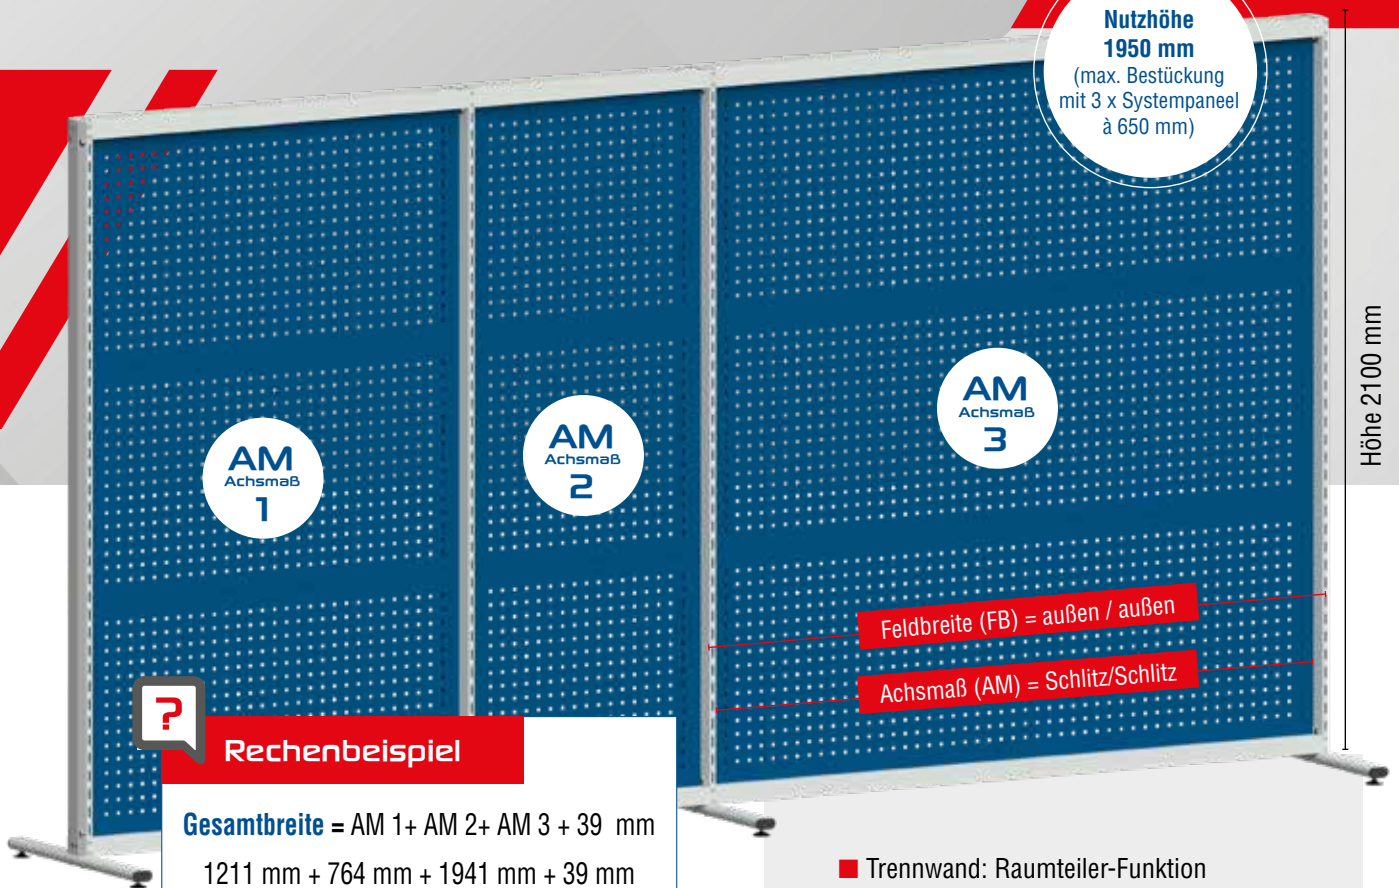 Nutzhöhe
1950 mm
(max. Bestückung
mit 3 x Systempaneel
à 650 mm)
Höhe 2100 mm
AM
Achsmaß
1
AM
Achsmaß
2
AM
Achsmaß
3
Feldbreite (FB) = außen / außen
Achsmaß (AM) = Schlitz/Schlitz
?
Rechenbeispiel
Gesamtbreite = AM 1+ AM 2+ AM 3 + 39 mm
1211 mm + 764 mm + 1941 mm + 39 mm
Trennwand: Raumteiler-Funktion